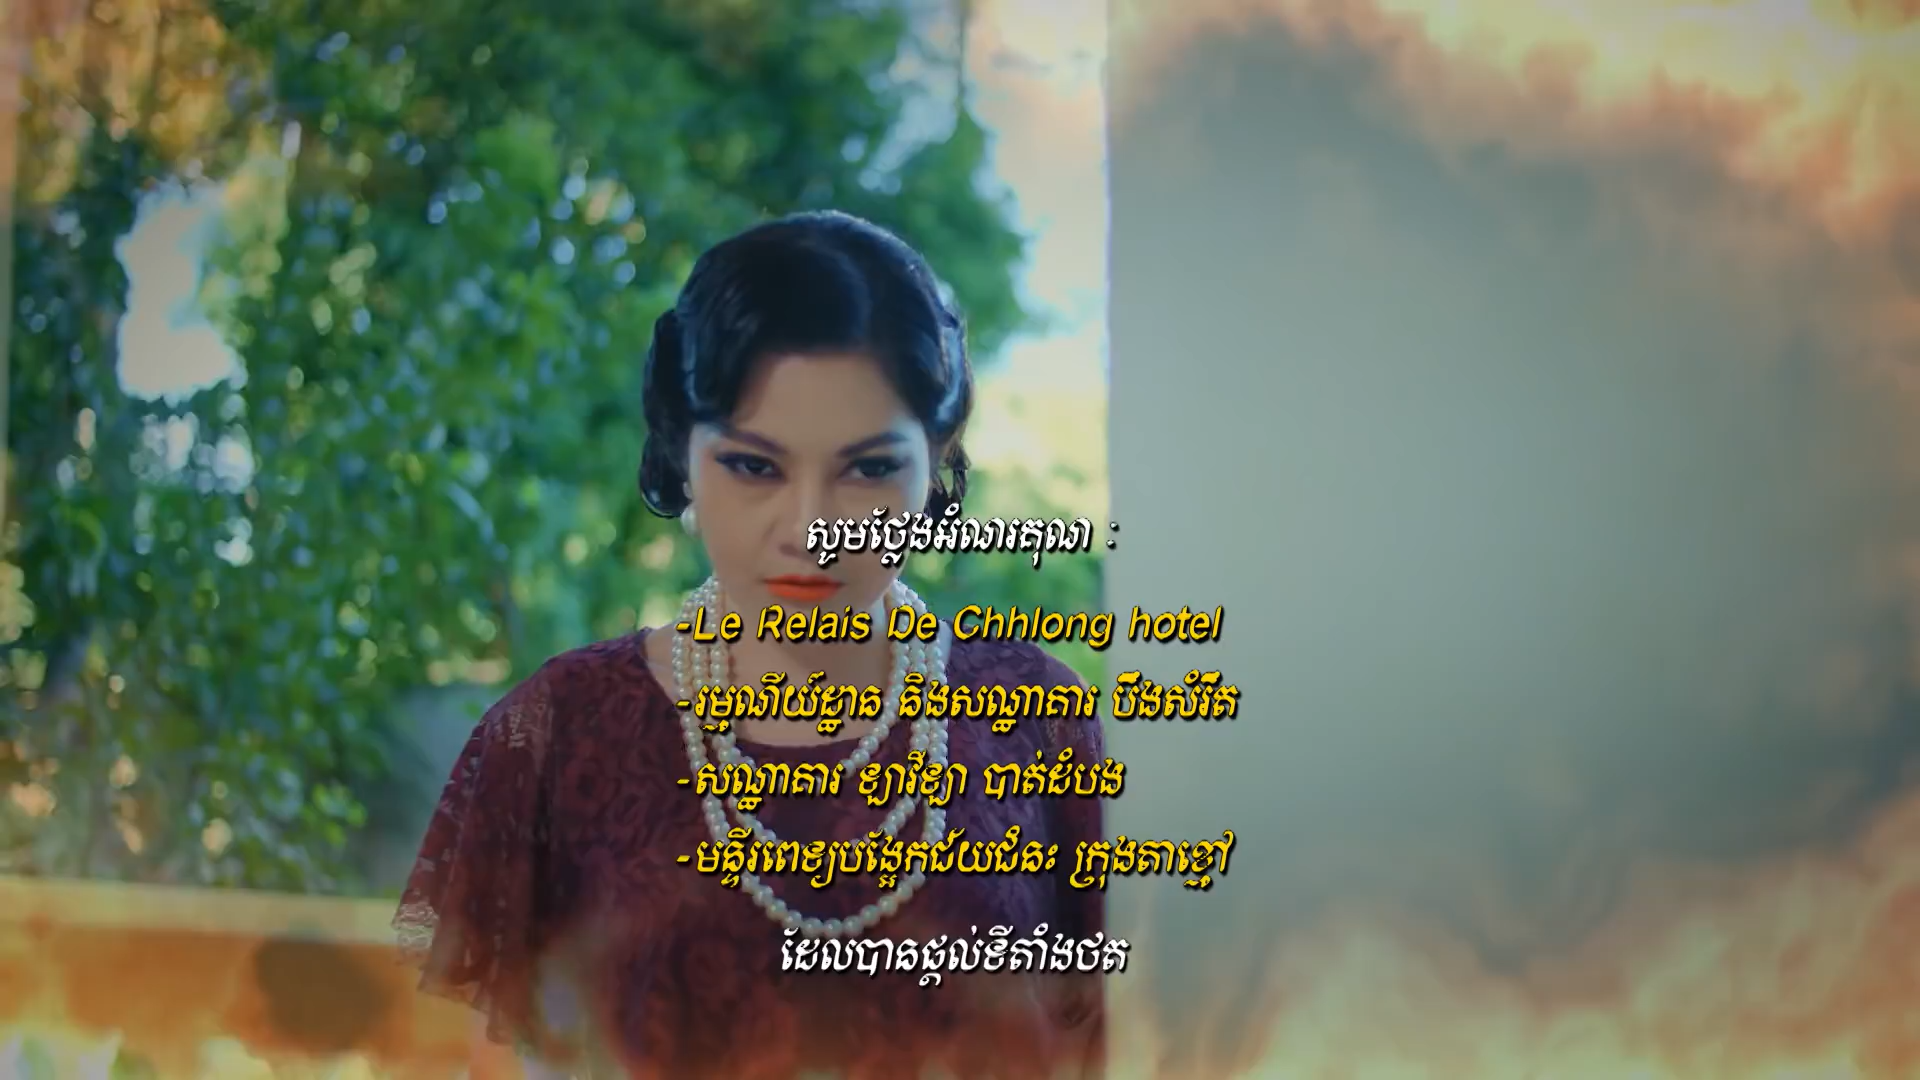 សូមថ្លែងអំណរគុណ :
-Le Relais De Chhlong hotel
-រម្មណីយ៍ដ្ឋាន និងសណ្ឋាគារ បឹងសំរឹត
-សណ្ឋាគារ ឡាវីឡា បាត់ដំបង
-មន្ទីរពេទ្យបង្អែកជ័យជំនះ ក្រុងតាខ្មៅ
ដែលបានផ្តល់ទីតាំងថត